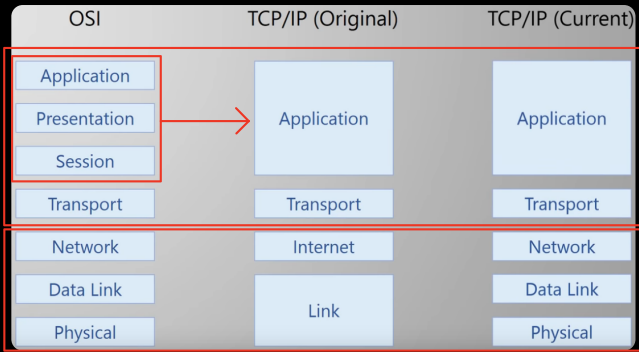 OSI
TCP/IP (Original)
TCP/IP (Current)
Application
Presentation
Session
Transport
Network
Data Link
Physical
Application
Transport
Internet
Link
Application
Transport
Network
Data Link
Physical